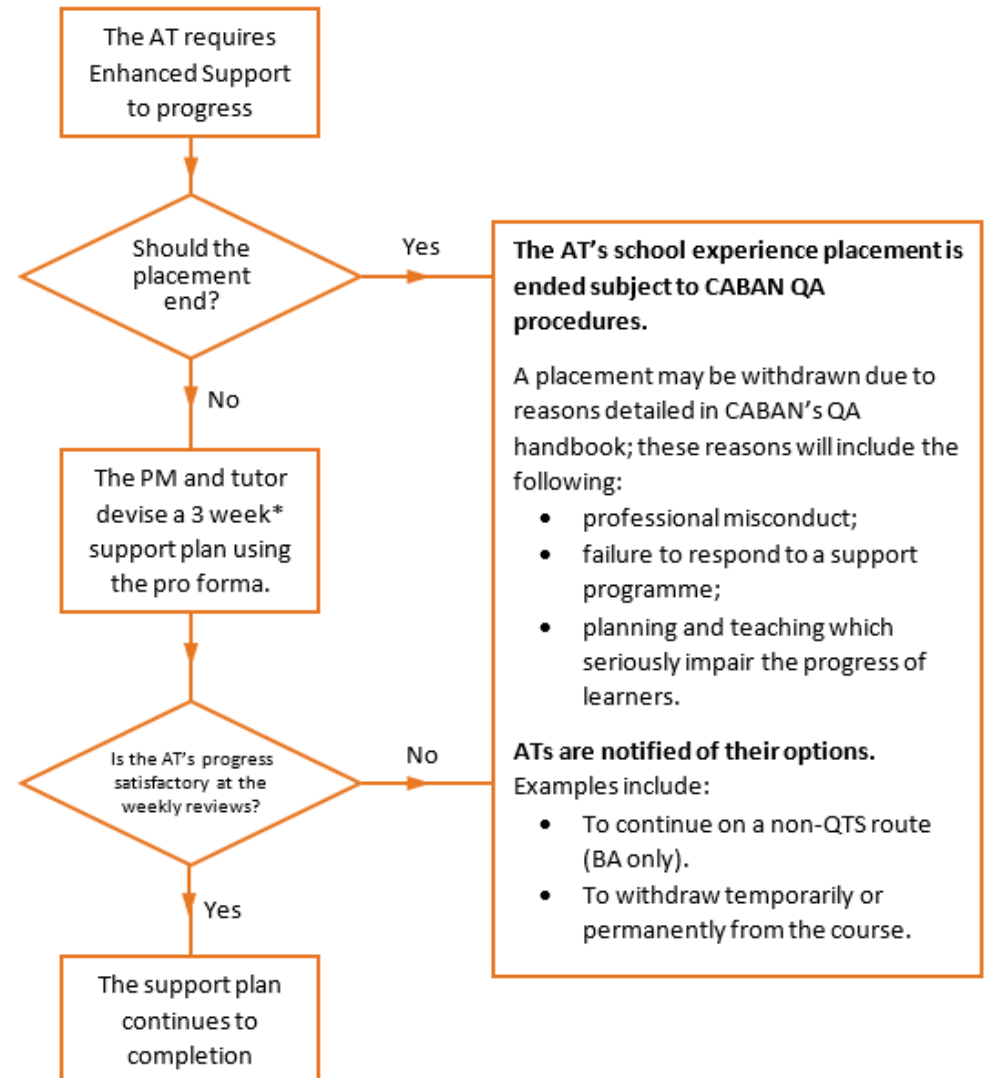 The AT requires
Enhanced Support
to progress
Should the
placement
end?
Yes
No
The AT’s school experience placement is
ended subject to CABAN QA
procedures.
A placement may be withdrawn due to
reasons detailed in CABAN’s QA
handbook; these reasons will include the
following:
• professional misconduct;
• failure to respond to a support
programme;
• planning and teaching which
seriously impair the progress of
learners.
ATs are notified of their options.
Examples include:
• To continue on a non-QTS route
(BA only).
• To withdraw temporarily or
permanently from the course.
The PM and tutor
devise a 3 week*
support plan using
the pro forma.
Is the AT’s progress
satisfactory at the
weekly reviews?
No
Yes
The support plan
continues to
completion